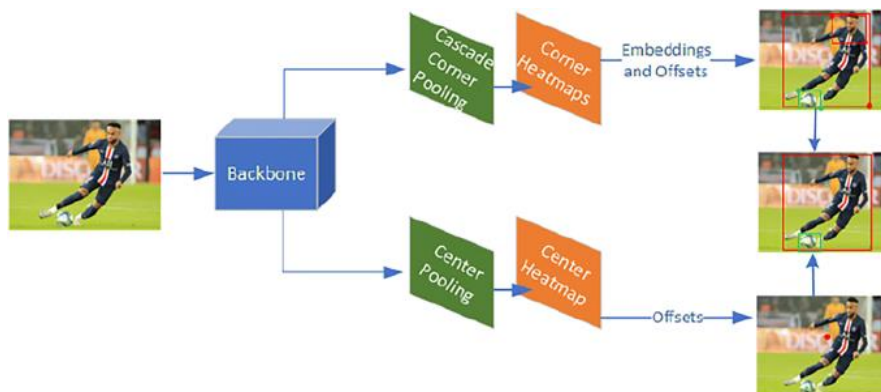 Cascade
Corner
Pooling
Corner
Heatmaps
Embeddings
and Offsets
Backbone
Center
Pooling
Center
Heatmap
Offsets